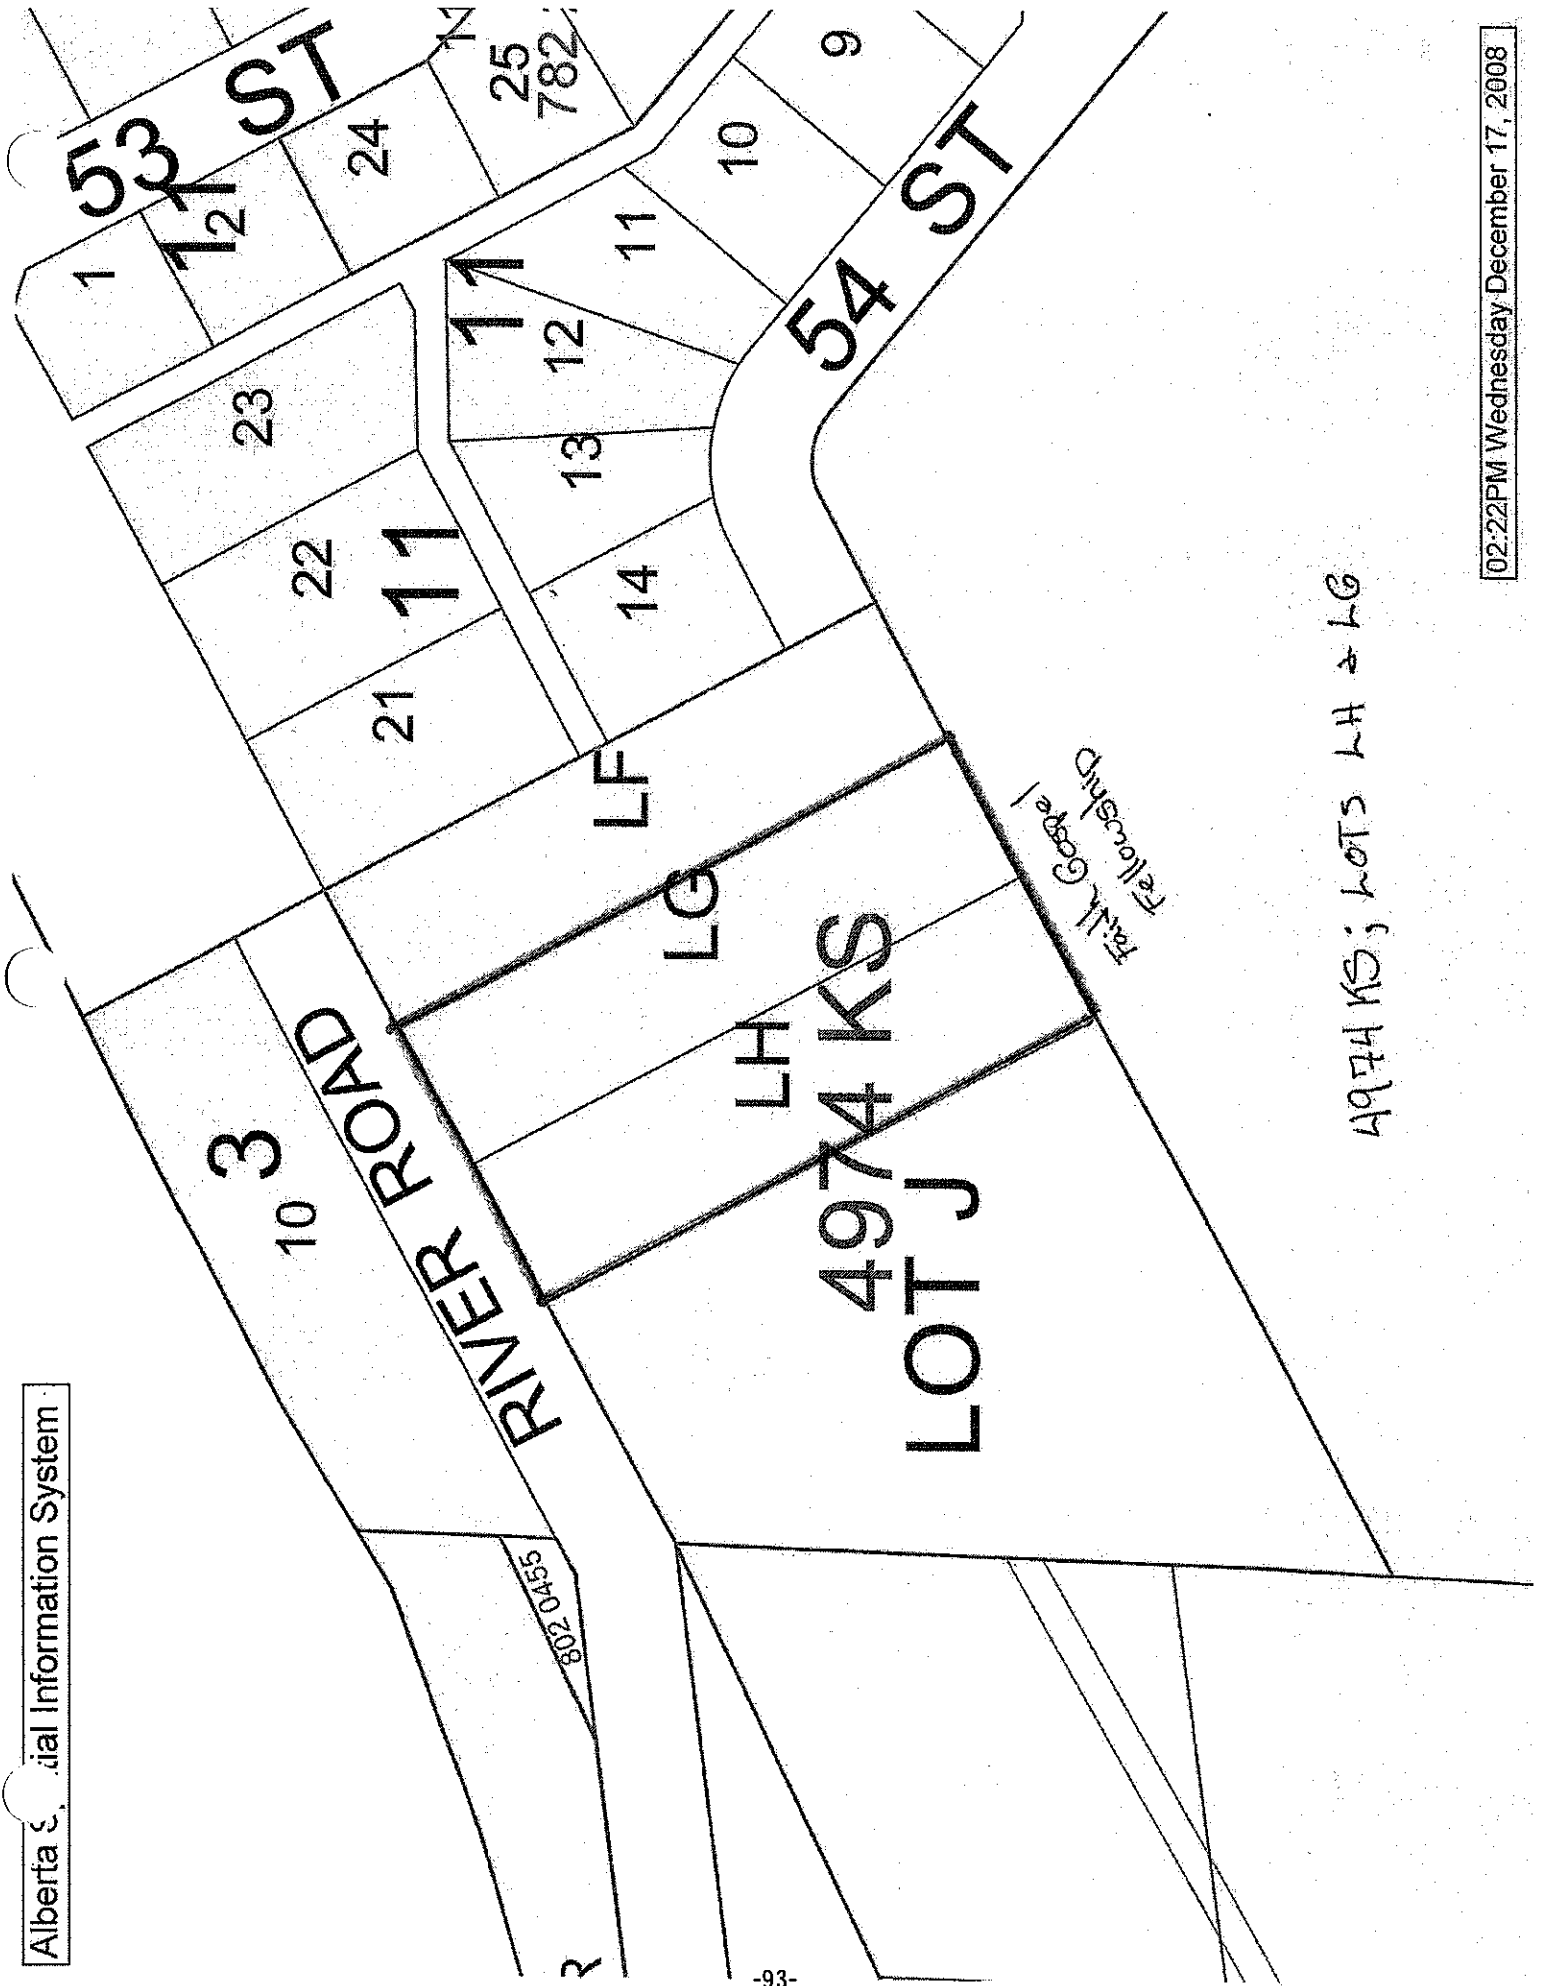 Alberta S ial Information System
53 ST
1
11
2
24
11
25
782
23
22
21
11
11
12
11
10
9
13
14
54 ST
3
10
RIVER ROAD
LF
LG
LH
4974 KS
LOT J
802 0455
R
Faith Gospel
Fellowship
4974 KS; LOTS LH & LG
02:22PM Wednesday December 17, 2008
-93-